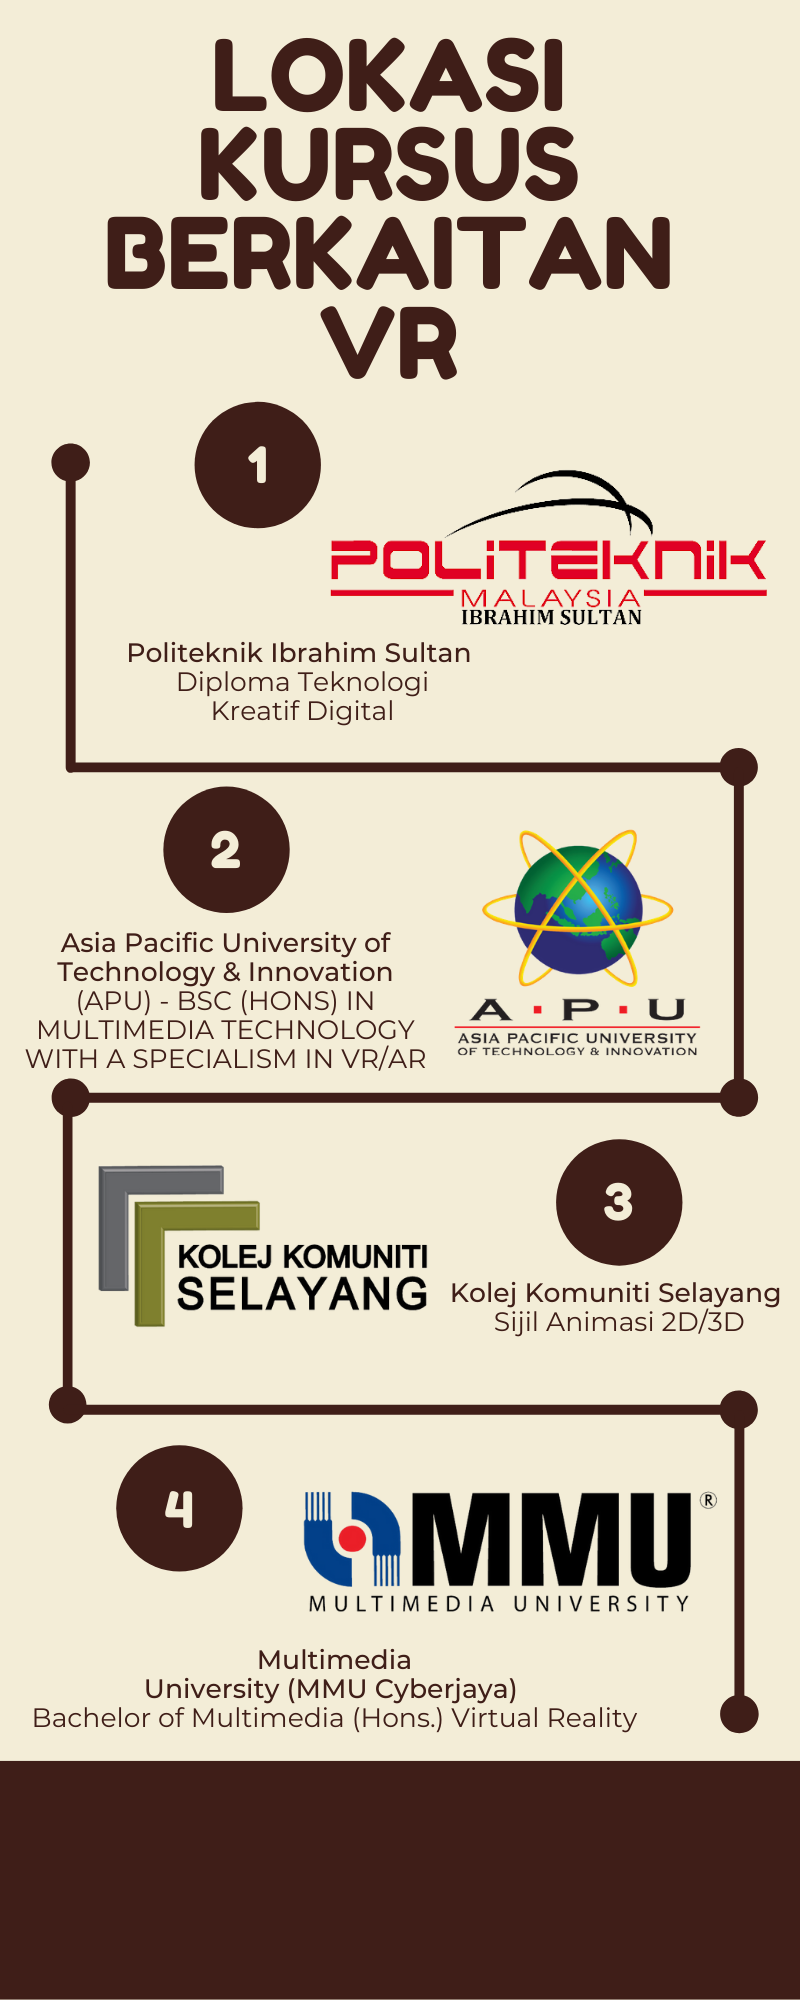 LOKASI
KURSUS
BERKAITAN
VR
1
POLITEKNIK
MALAYSIA
IBRAHIM SULTAN
Politeknik Ibrahim Sultan
Diploma Teknologi
Kreatif Digital
2
Asia Pacific University of
Technology & Innovation
(APU) - BSC (HONS) IN
MULTIMEDIA TECHNOLOGY
WITH A SPECIALISM IN VR/AR
A · P · U
ASIA PACIFIC UNIVERSITY
OF TECHNOLOGY & INNOVATION
KOLEJ KOMUNITI
SELAYANG
3
Kolej Komuniti Selayang
Sijil Animasi 2D/3D
4
MMU®
MULTIMEDIA UNIVERSITY
Multimedia
University (MMU Cyberjaya)
Bachelor of Multimedia (Hons.) Virtual Reality